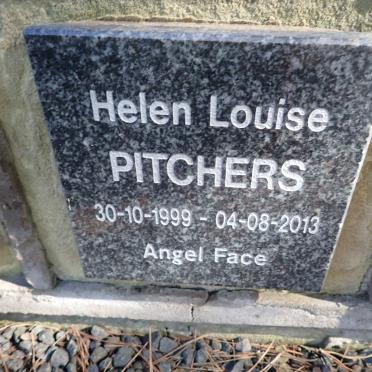 Helen Louise
PITCHERS
30-10-1999 - 04-08-2013
Angel Face